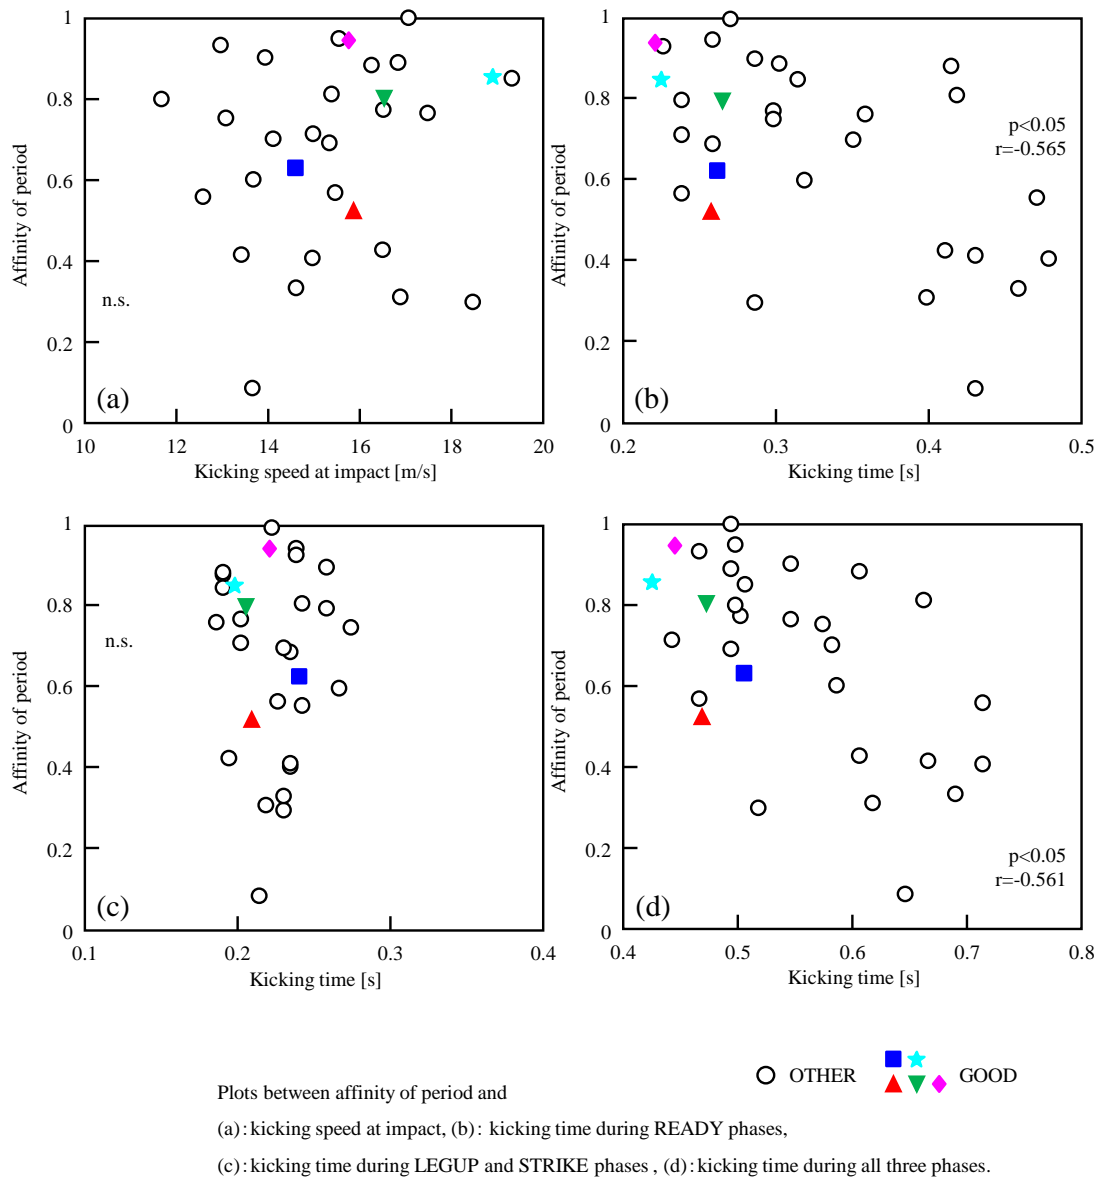 1
0.8
0.6
0.4
0.2
0
Affinity of period
n.s.
(a)
10
12
14
16
18
20
Kicking speed at impact [m/s]
1
0.8
0.6
0.4
0.2
0
Affinity of period
p<0.05
r=-0.565
(b)
0.2
0.3
0.4
0.5
Kicking time [s]
1
0.8
0.6
0.4
0.2
0
Affinity of period
n.s.
(c)
0.1
0.2
0.3
0.4
Kicking time [s]
1
0.8
0.6
0.4
0.2
0
Affinity of period
p<0.05
r=-0.561
(d)
0.4
0.5
0.6
0.7
0.8
Kicking time [s]
OTHER
GOOD
Plots between affinity of period and
(a):kicking speed at impact, (b): kicking time during READY phases,
(c):kicking time during LEGUP and STRIKE phases , (d):kicking time during all three phases.